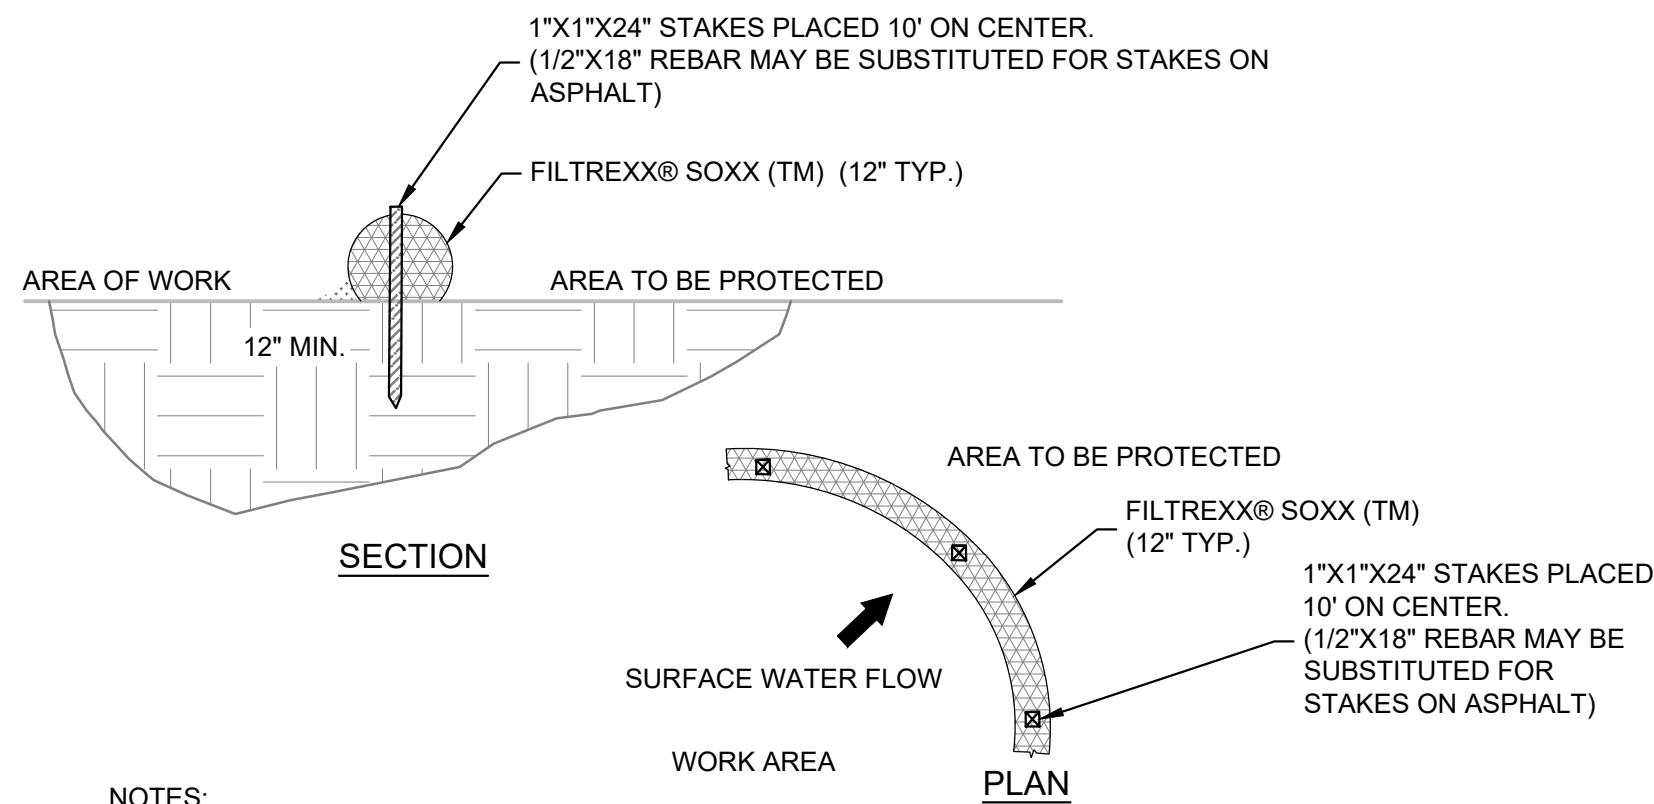 1"X1"X24" STAKES PLACED 10' ON CENTER.
(1/2"X18" REBAR MAY BE SUBSTITUTED FOR STAKES ON
ASPHALT)
FILTREXX® SOXX (TM) (12" TYP.)
AREA OF WORK
AREA TO BE PROTECTED
12" MIN.
SECTION
AREA TO BE PROTECTED
FILTREXX® SOXX (TM)
(12" TYP.)
1"X1"X24" STAKES PLACED
10' ON CENTER.
(1/2"X18" REBAR MAY BE
SUBSTITUTED FOR
STAKES ON ASPHALT)
SURFACE WATER FLOW
WORK AREA
PLAN
NOTES: